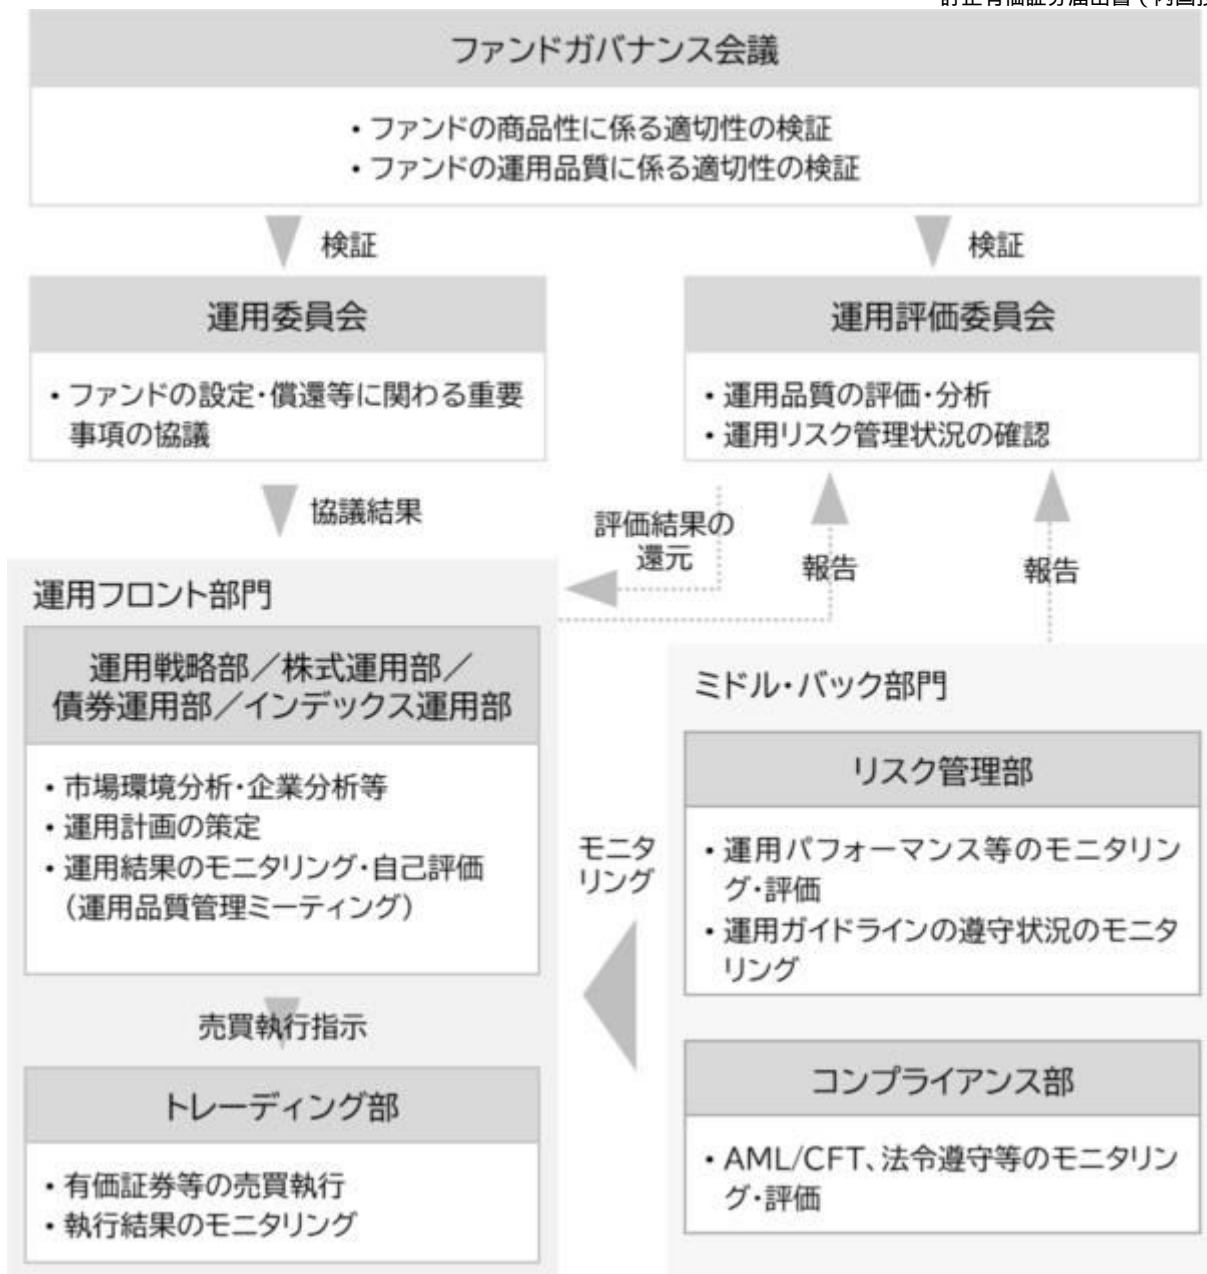 ファンドガバナンス会議
・ファンドの商品性に係る適切性の検証
・ファンドの運用品質に係る適切性の検証
検証
検証
運用委員会
・ファンドの設定・償還等に関わる重要
事項の協議
運用評価委員会
・運用品質の評価・分析
・運用リスク管理状況の確認
協議結果
評価結果の
還元
報告
報告
運用フロント部門
運用戦略部／株式運用部／
債券運用部／インデックス運用部
・市場環境分析・企業分析等
・運用計画の策定
・運用結果のモニタリング・自己評価
（運用品質管理ミーティング）
売買執行指示
トレーディング部
・有価証券等の売買執行
・執行結果のモニタリング
モニタ
リング
ミドル・バック部門
リスク管理部
・運用パフォーマンス等のモニタリン
グ・評価
・運用ガイドラインの遵守状況のモニタ
リング
コンプライアンス部
・AML/CFT、法令遵守等のモニタリン
グ・評価